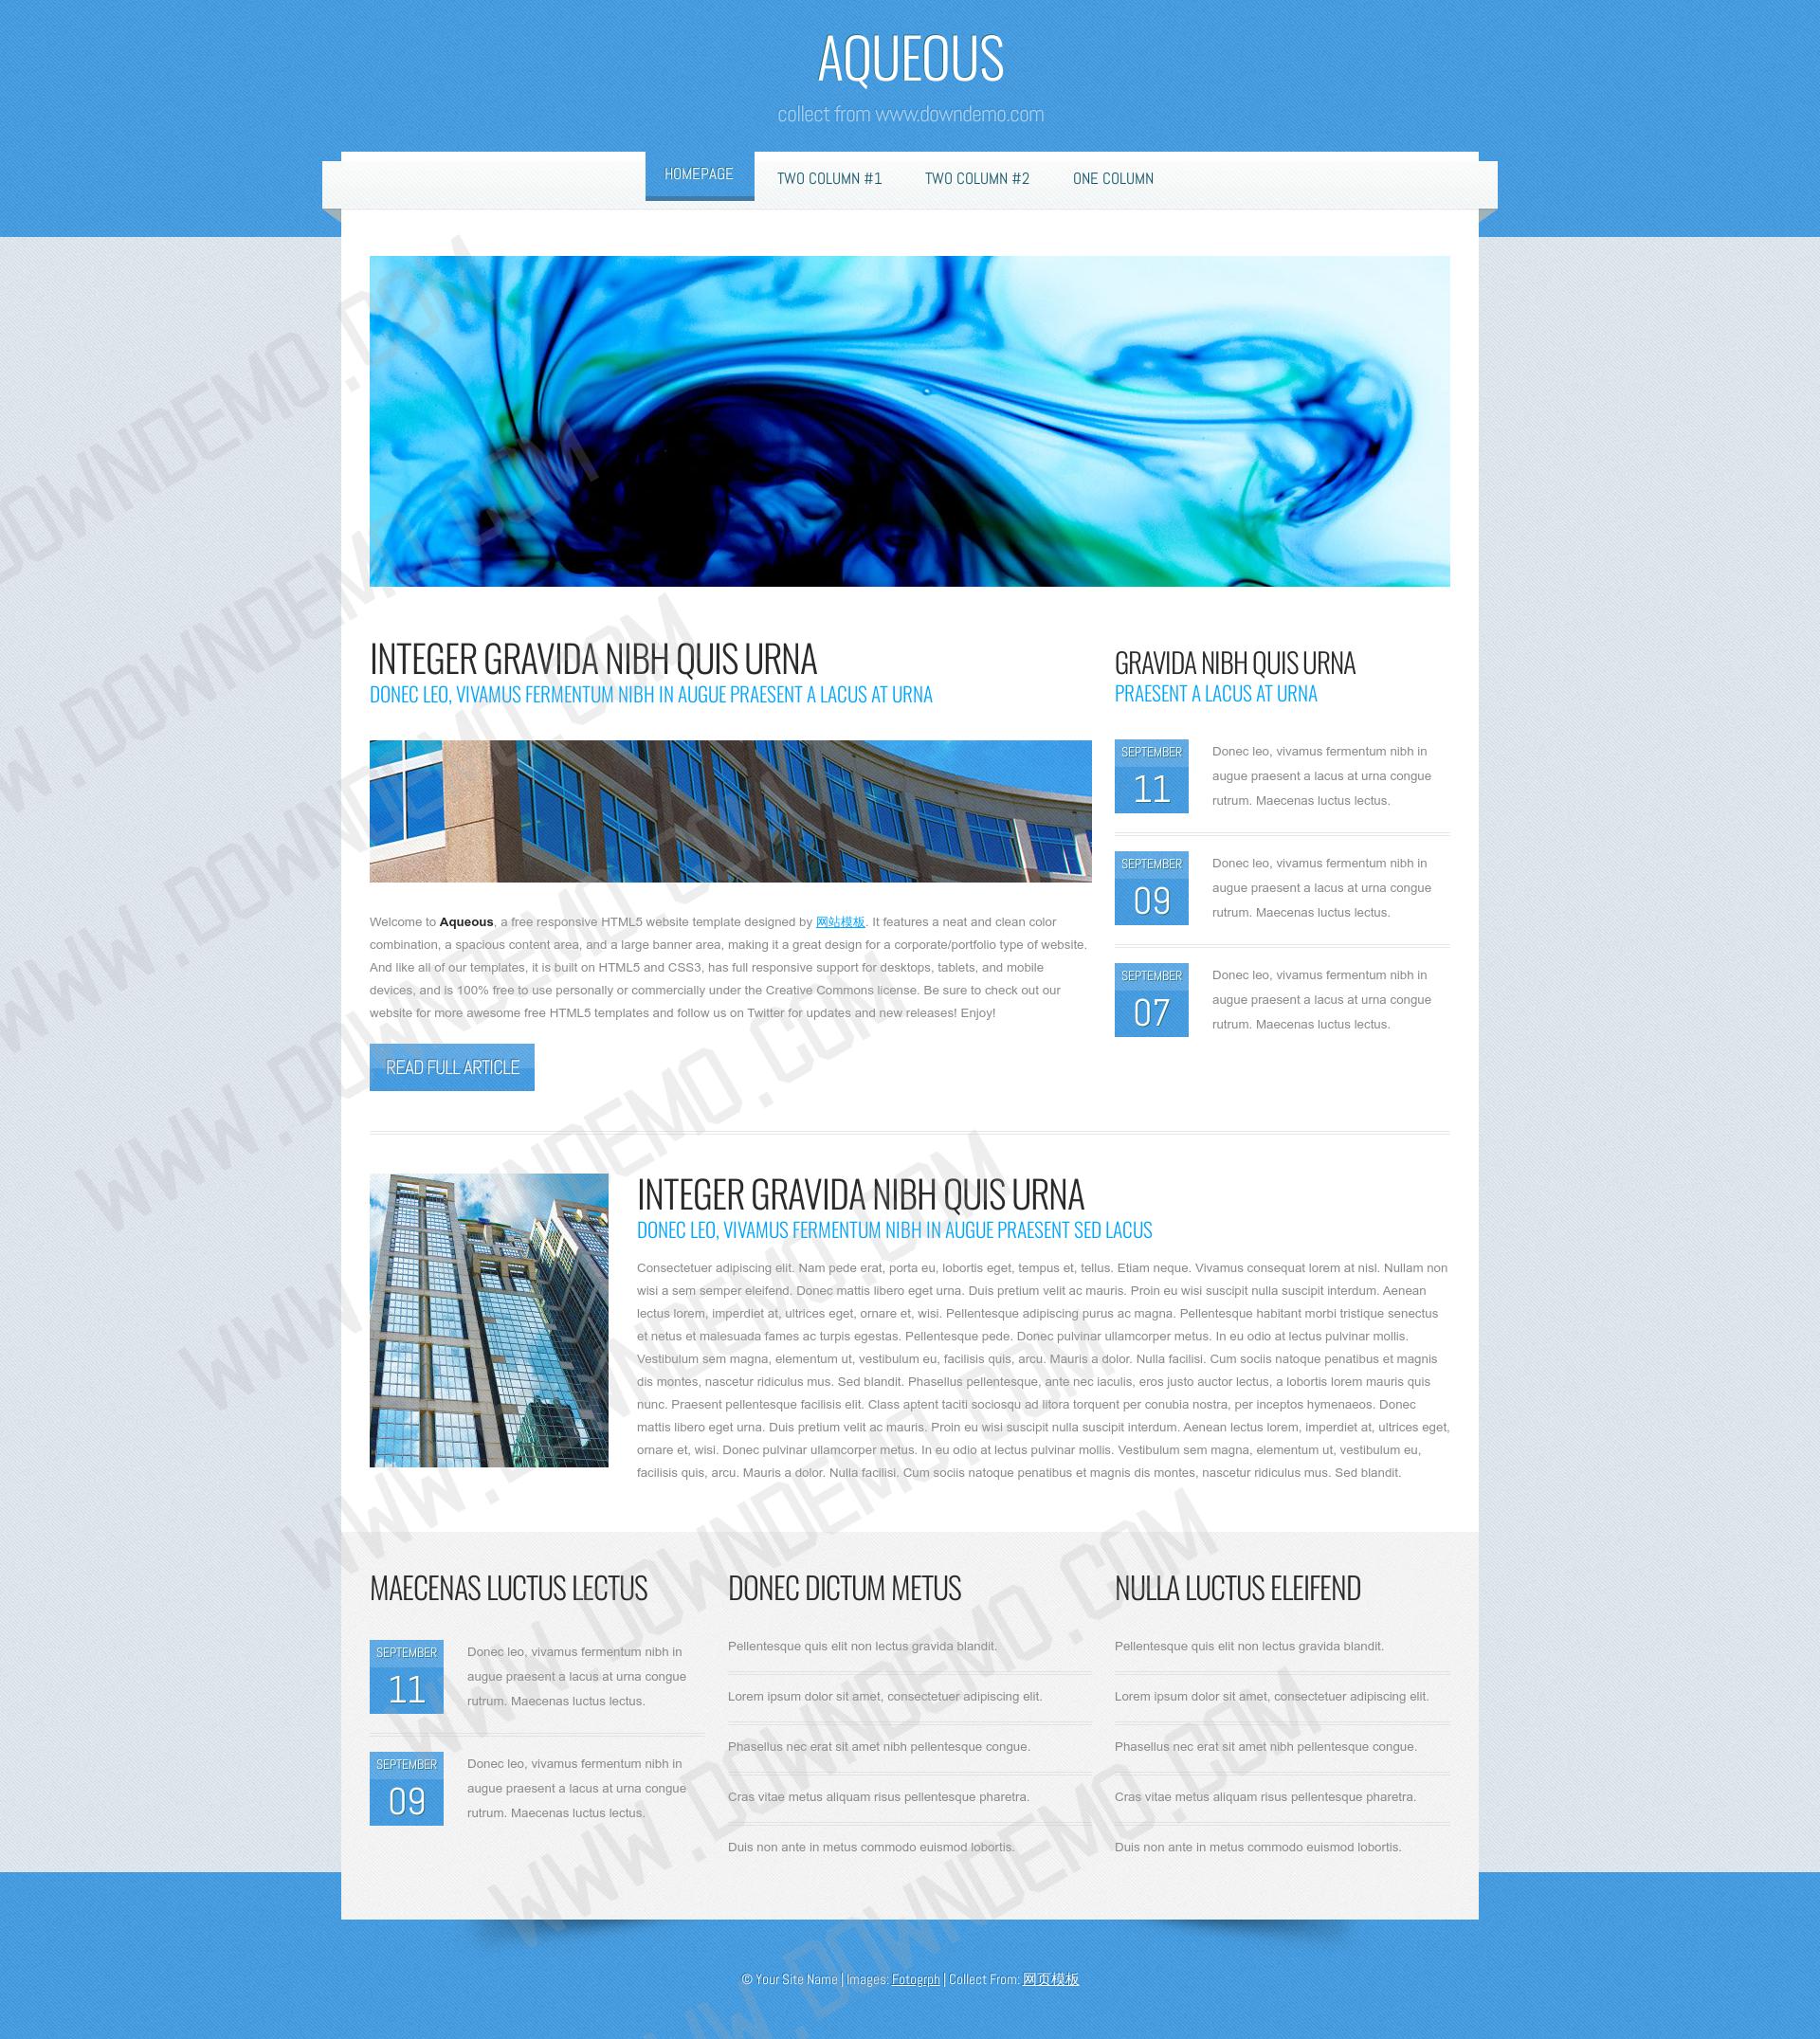 AQUEOUS
collect from www.downdemo.com
HOMEPAGE TWO COLUMN #1 TWO COLUMN #2 ONE COLUMN
INTEGER GRAVIDA NIBH QUIS URNA
DONEC LEO, VIVAMUS FERMENTUM NIBH IN AUGUE PRAESENT A LACUS AT URNA
Welcome to Aqueous, a free responsive HTML5 website template designed by 网站模板. It features a neat and clean color
combination, a spacious content area, and a large banner area, making it a great design for a corporate/portfolio type of website.
And like all of our templates, it is built on HTML5 and CSS3, has full responsive support for desktops, tablets, and mobile
devices, and is 100% free to use personally or commercially under the Creative Commons license. Be sure to check out our
website for more awesome free HTML5 templates and follow us on Twitter for updates and new releases! Enjoy!
READ FULL ARTICLE
GRAVIDA NIBH QUIS URNA
PRAESENT A LACUS AT URNA
SEPTEMBER
11
Donec leo, vivamus fermentum nibh in
augue praesent a lacus at urna congue
rutrum. Maecenas luctus lectus.
SEPTEMBER
09
Donec leo, vivamus fermentum nibh in
augue praesent a lacus at urna congue
rutrum. Maecenas luctus lectus.
SEPTEMBER
07
Donec leo, vivamus fermentum nibh in
augue praesent a lacus at urna congue
rutrum. Maecenas luctus lectus.
INTEGER GRAVIDA NIBH QUIS URNA
DONEC LEO, VIVAMUS FERMENTUM NIBH IN AUGUE PRAESENT SED LACUS
Consectetuer adipiscing elit. Nam pede erat, porta eu, lobortis eget, tempus et, tellus. Etiam neque. Vivamus consequat lorem at nisl. Nullam non
wisi a sem semper eleifend. Donec mattis libero eget urna. Duis pretium velit ac mauris. Proin eu wisi suscipit nulla suscipit interdum. Aenean
lectus lorem, imperdiet at, ultrices eget, ornare et, wisi. Pellentesque adipiscing purus ac magna. Pellentesque habitant morbi tristique senectus
et netus et malesuada fames ac turpis egestas. Pellentesque pede. Donec pulvinar ullamcorper metus. In eu odio at lectus pulvinar mollis.
Vestibulum sem magna, elementum ut, vestibulum eu, facilisis quis, arcu. Mauris a dolor. Nulla facilisi. Cum sociis natoque penatibus et magnis
dis montes, nascetur ridiculus mus. Sed blandit. Phasellus pellentesque, ante nec iaculis, eros justo auctor lectus, a lobortis lorem mauris quis
nunc. Praesent pellentesque facilisis elit. Class aptent taciti sociosqu ad litora torquent per conubia nostra, per inceptos hymenaeos. Donec
mattis libero eget urna. Duis pretium velit ac mauris. Proin eu wisi suscipit nulla suscipit interdum. Aenean lectus lorem, imperdiet at, ultrices eget,
ornare et, wisi. Donec pulvinar ullamcorper metus. In eu odio at lectus pulvinar mollis. Vestibulum sem magna, elementum ut, vestibulum eu,
facilisis quis, arcu. Mauris a dolor. Nulla facilisi. Cum sociis natoque penatibus et magnis dis montes, nascetur ridiculus mus. Sed blandit.
MAECENAS LUCTUS LECTUS
SEPTEMBER
11
Donec leo, vivamus fermentum nibh in
augue praesent a lacus at urna congue
rutrum. Maecenas luctus lectus.
SEPTEMBER
09
Donec leo, vivamus fermentum nibh in
augue praesent a lacus at urna congue
rutrum. Maecenas luctus lectus.
DONEC DICTUM METUS
Pellentesque quis elit non lectus gravida blandit.
Lorem ipsum dolor sit amet, consectetuer adipiscing elit.
Phasellus nec erat sit amet nibh pellentesque congue.
Cras vitae metus aliquam risus pellentesque pharetra.
Duis non ante in metus commodo euismod lobortis.
NULLA LUCTUS ELEIFEND
Pellentesque quis elit non lectus gravida blandit.
Lorem ipsum dolor sit amet, consectetuer adipiscing elit.
Phasellus nec erat sit amet nibh pellentesque congue.
Cras vitae metus aliquam risus pellentesque pharetra.
Duis non ante in metus commodo euismod lobortis.
© Your Site Name | Images: Fotogrph | Collect From: 网页模板
WWW.DOWNDEMO.COM